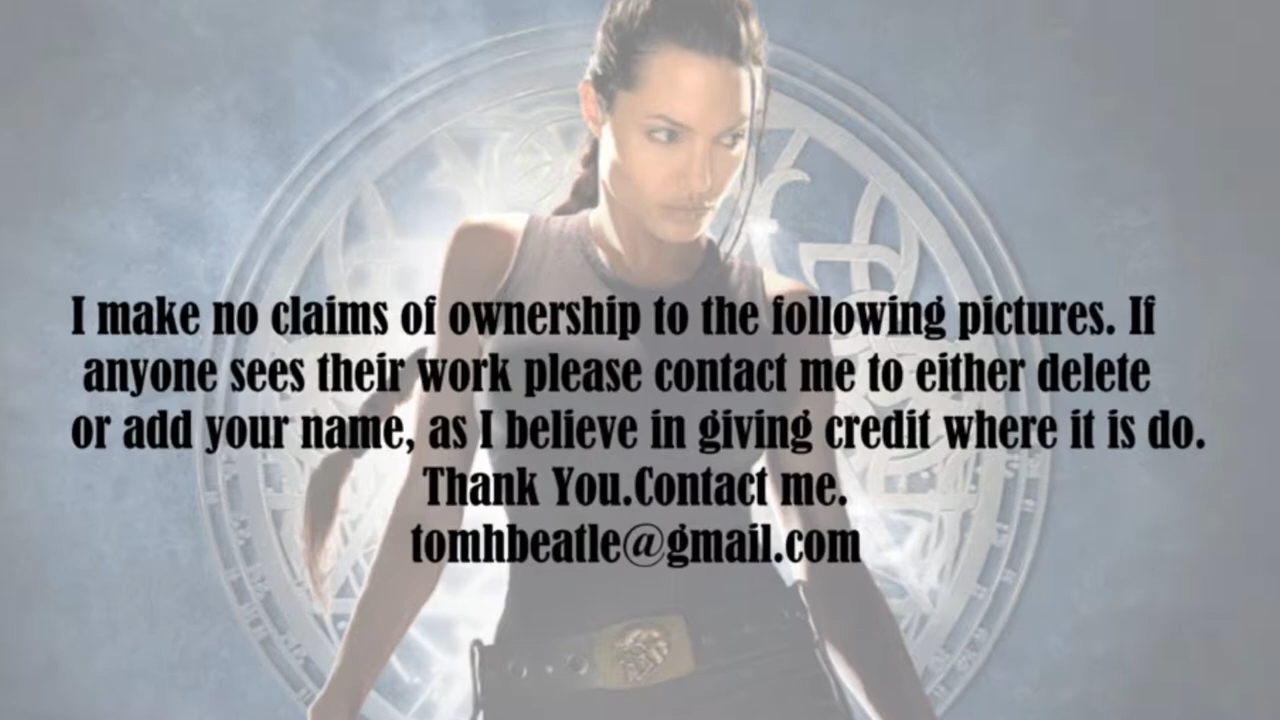 I make no claims of ownership to the following pictures. If
anyone sees their work please contact me to either delete
or add your name, as I believe in giving credit where it is do.
Thank You.Contact me.
tomhbeatle@gmail.com